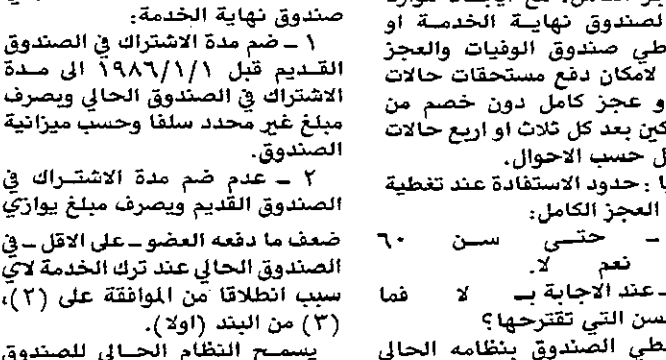 صندوق نهاية الخدمة:
١ ـ ضم مدة الاشتراك في الصندوق
القديم قبل ١٩٨٦/١/١ الى مدة
الاشتراك في الصندوق الحالي ويصرف
مبلغ غير محدد سلفا وحسب ميزانية
الصندوق.
٢ ـ عدم ضم مدة الاشتراك في
الصندوق القديم ويصرف مبلغ يوازي
ضعف ما دفعه العضو ـ على الاقل ـ في
الصندوق الحالي عند ترك الخدمة لاي
سبب انطلاقا من الموافقة على (٢)،
(٣) من البند (اولا).
يسمح النظام الحالي للصندوق
لصندوق نهاية الخدمة او
طي صندوق الوفيات والعجز
لامكان دفع مستحقات حالات
و عجز كامل دون خصم من
كين بعد كل ثلاث او اربع حالات
ل حسب الاحوال.
ا : حدود الاستفادة عند تغطية
العجز الكامل:
ـ حتى سن ٦٠
نعم لا.
ـ عند الاجابة بـ لا فما
سن التي تقترحها؟
طي الصندوق بنظامه الحالي